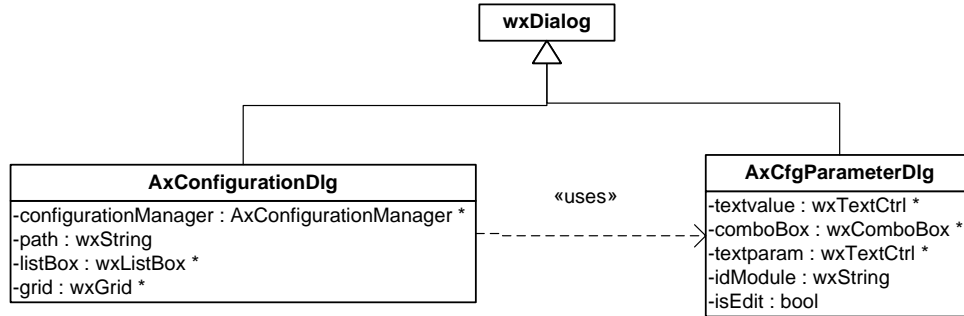 wxDialog
AxConfigurationDlg
-configurationManager : AxConfigurationManager *
-path : wxString
-listBox : wxListBox *
-grid : wxGrid *
«uses»
AxCfgParameterDlg
-textvalue : wxTextCtrl *
-comboBox : wxComboBox *
-textparam : wxTextCtrl *
-idModule : wxString
-isEdit : bool